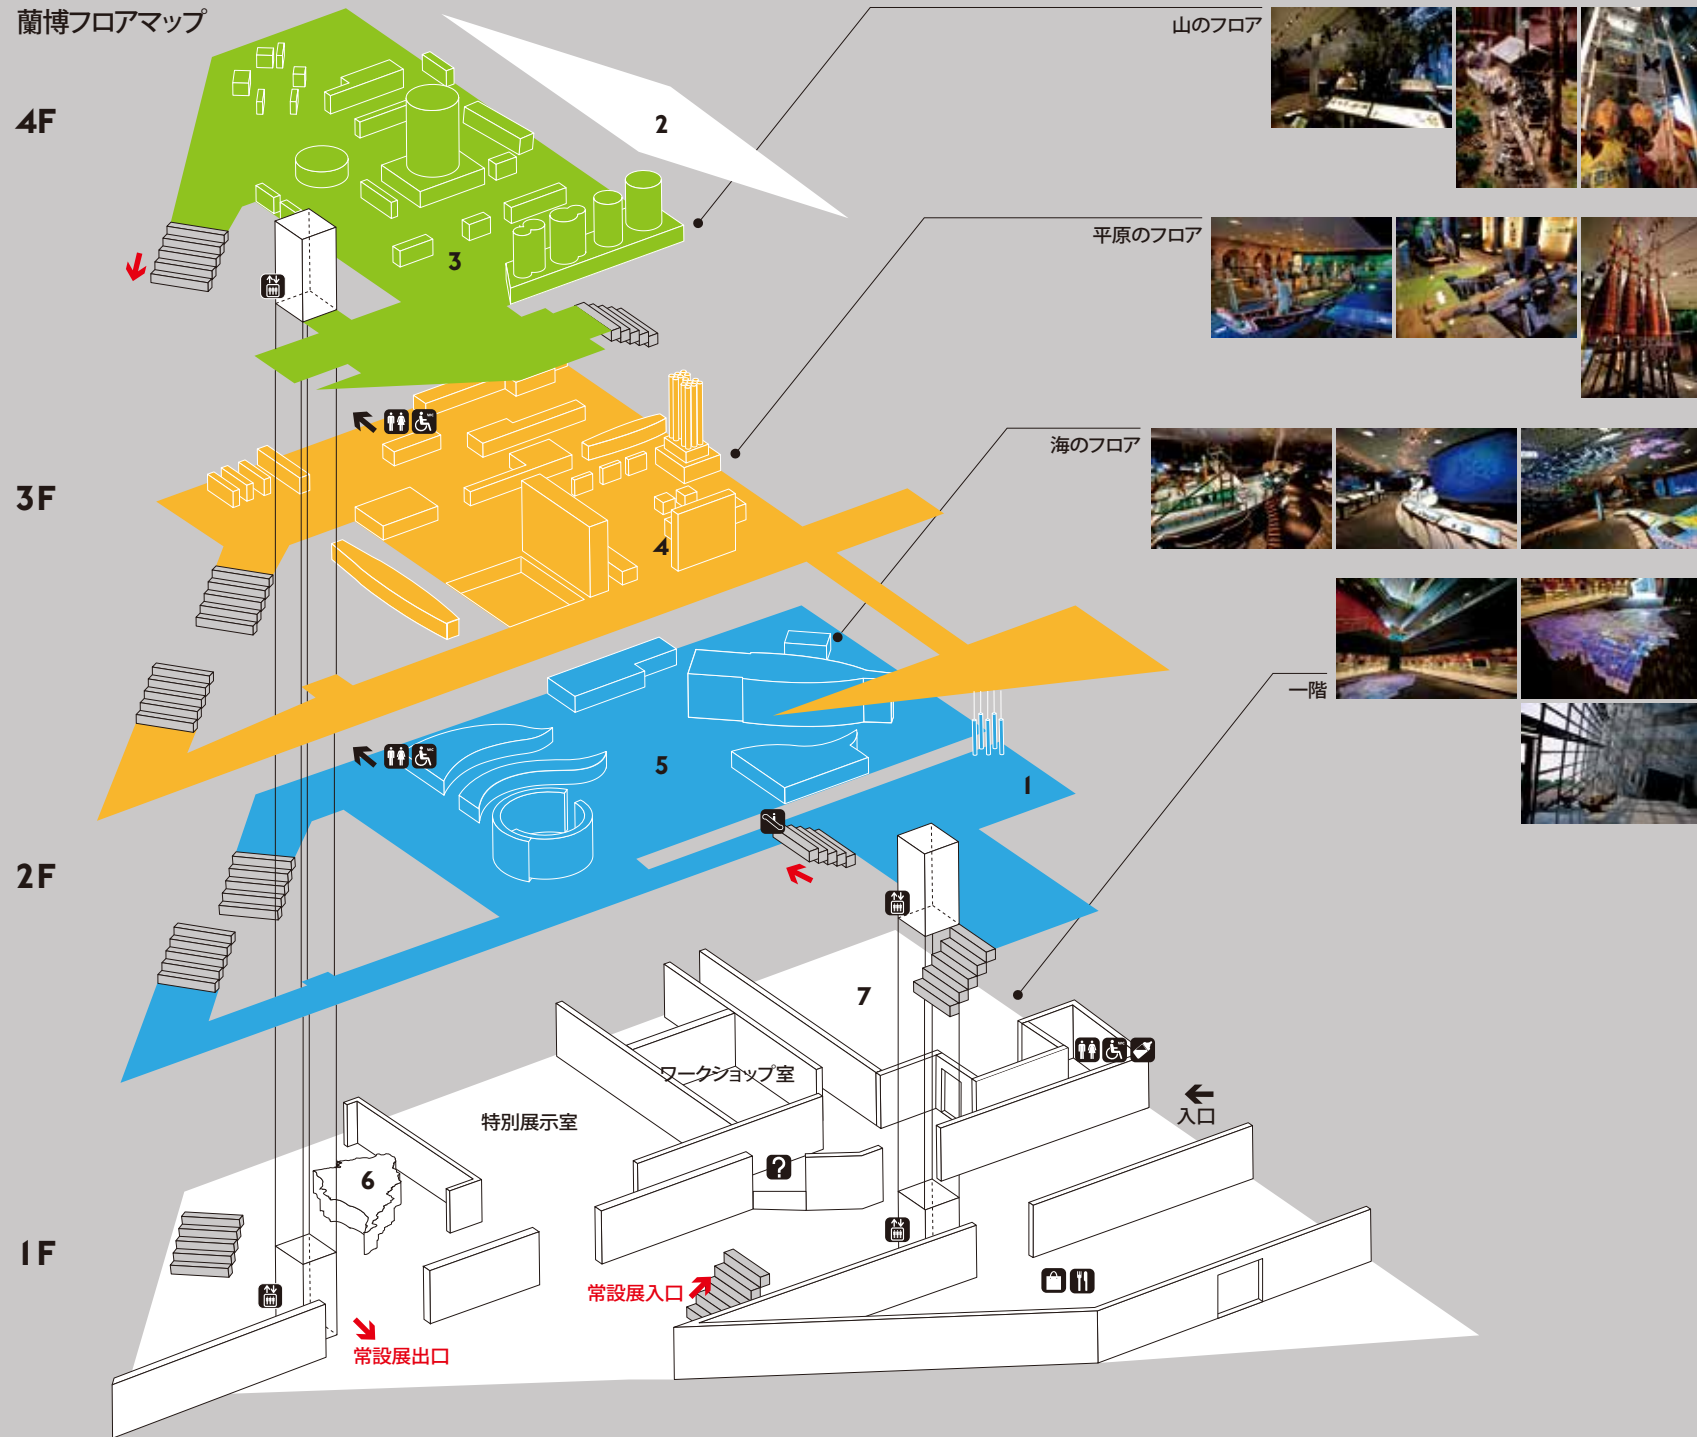 蘭博フロアマップ
山のフロア
4F
2
平原のフロア
3
海のフロア
3F
4
一階
5
1
2F
7
ワークショップ室
入口
特別展示室
6
?
1F
常設展入口
常設展出口